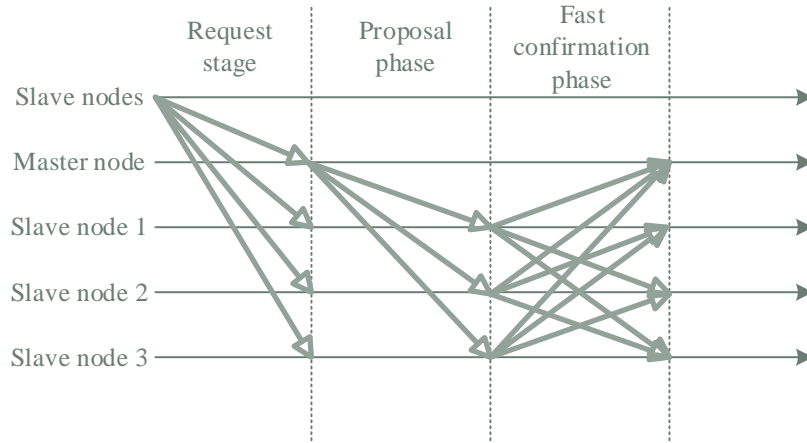 Request
stage
Proposal
phase
Fast
confirmation
phase
Slave nodes
Master node
Slave node 1
Slave node 2
Slave node 3